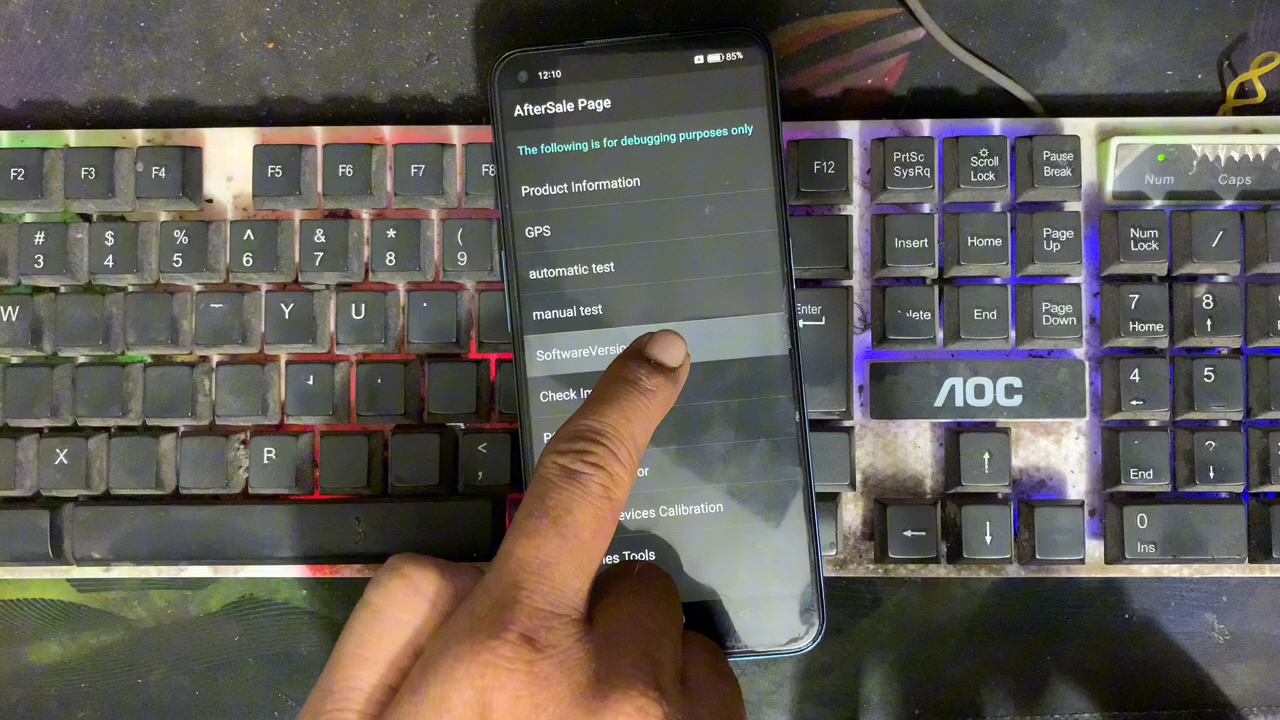 12:10
85%
AfterSale Page
The following is for debugging purposes only
Product Information
GPS
automatic test
manual test
SoftwareVersio
Check
or
evices Calibration
es Tools
F2
F3
F4
F5
F6
F7
F8
F12
PrtSc
SysRq
Scroll
Lock
Pause
Break
Num
Caps
#
3
$
4
%
5
^
6
&
7
*
8
(
9
Insert
Home
Page
Up
Num
Lock
/
W
Y
U
Enter
lete
End
Page
Down
7
Home
8
AOC
4
5
X
B
<
,
End
?
0
Ins